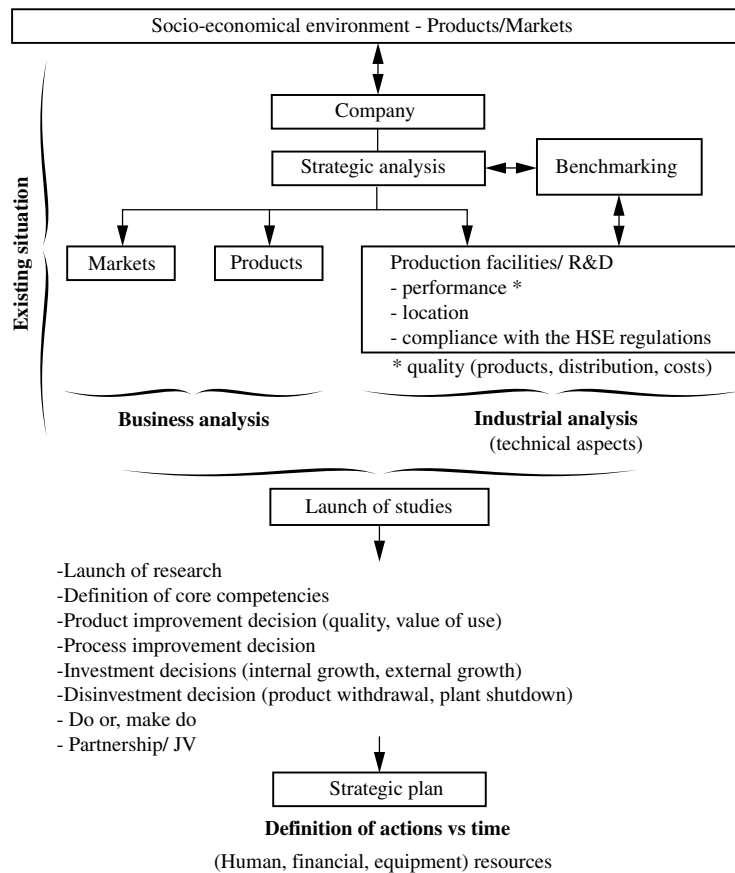 Socio-economical environment - Products/Markets
Company
Strategic analysis
Benchmarking
Existing situation
Markets
Products
Production facilities/ R&D
- performance *
- location
- compliance with the HSE regulations
* quality (products, distribution, costs)
Business analysis
Industrial analysis
(technical aspects)
Launch of studies
-Launch of research
-Definition of core competencies
-Product improvement decision (quality, value of use)
-Process improvement decision
-Investment decisions (internal growth, external growth)
-Disinvestment decision (product withdrawal, plant shutdown)
- Do or, make do
- Partnership/ JV
Strategic plan
Definition of actions vs time
(Human, financial, equipment) resources